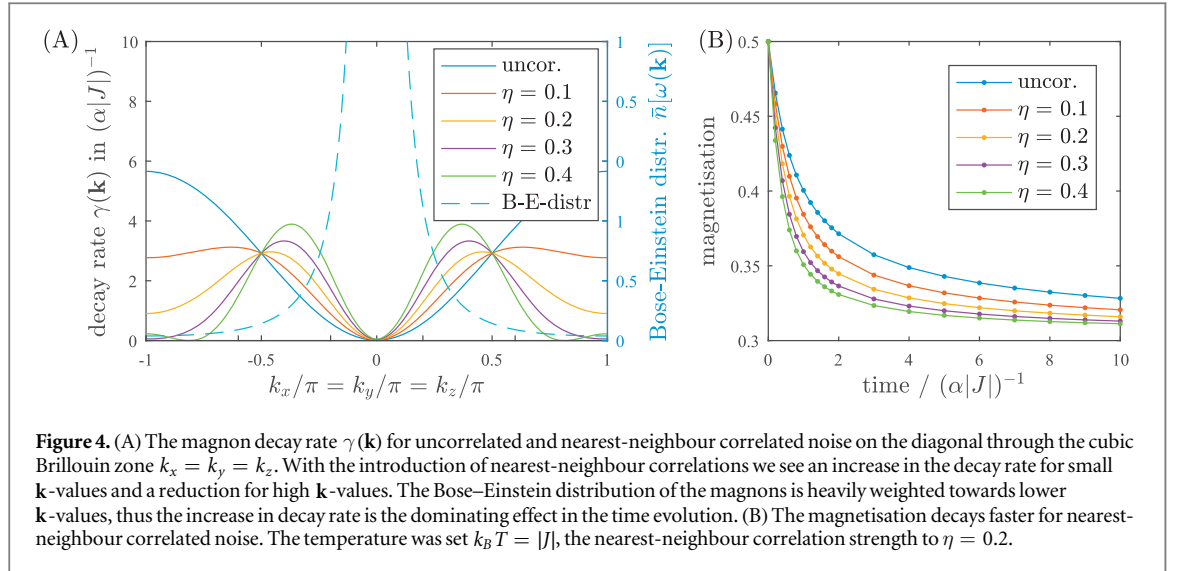 (A)
decay rate γ(k) in (α|J|)⁻¹
10
8
6
4
2
0
-1
-0.5
0
0.5
1
k_x/π = k_y/π = k_z/π
uncor.
η = 0.1
η = 0.2
η = 0.3
η = 0.4
B-E-distr
1
0.5
0
1
0.5
0
Bose-Einstein distr. n̄[ω(k)]
(B)
magnetisation
0.5
0.45
0.4
0.35
0.3
0
2
4
6
8
10
time / (α|J|)⁻¹
uncor.
η = 0.1
η = 0.2
η = 0.3
η = 0.4
Figure 4. (A) The magnon decay rate γ(k) for uncorrelated and nearest-neighbour correlated noise on the diagonal through the cubic
Brillouin zone k_x = k_y = k_z. With the introduction of nearest-neighbour correlations we see an increase in the decay rate for small
k-values and a reduction for high k-values. The Bose–Einstein distribution of the magnons is heavily weighted towards lower
k-values, thus the increase in decay rate is the dominating effect in the time evolution. (B) The magnetisation decays faster for nearest-
neighbour correlated noise. The temperature was set k_BT = |J|, the nearest-neighbour correlation strength to η = 0.2.